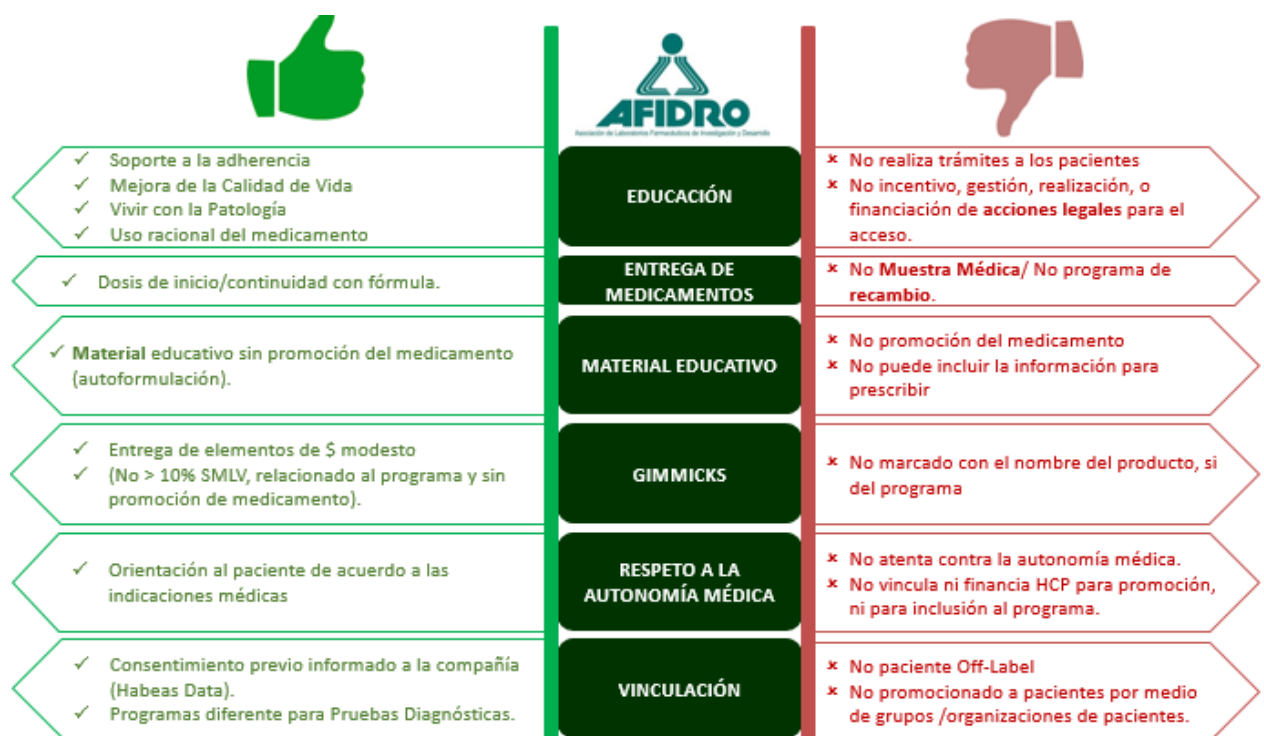 AFIDRO
Asociación de Laboratorios Farmacéuticos de Investigación y Desarrollo
✓ Soporte a la adherencia
✓ Mejora de la Calidad de Vida
✓ Vivir con la Patología
✓ Uso racional del medicamento
EDUCACIÓN
× No realiza trámites a los pacientes
× No incentivo, gestión, realización, o
financiación de acciones legales para el
acceso.
✓ Dosis de inicio/continuidad con fórmula.
ENTREGA DE
MEDICAMENTOS
× No Muestra Médica/ No programa de
recambio.
✓ Material educativo sin promoción del medicamento
(autoformulación).
MATERIAL EDUCATIVO
× No promoción del medicamento
× No puede incluir la información para
prescribir
✓ Entrega de elementos de $ modesto
✓ (No > 10% SMLV, relacionado al programa y sin
promoción de medicamento).
GIMMICKS
× No marcado con el nombre del producto, si
del programa
✓ Orientación al paciente de acuerdo a las
indicaciones médicas
RESPETO A LA
AUTONOMÍA MÉDICA
× No atenta contra la autonomía médica.
× No vincula ni financia HCP para promoción,
ni para inclusión al programa.
✓ Consentimiento previo informado a la compañía
(Habeas Data).
✓ Programas diferente para Pruebas Diagnósticas.
VINCULACIÓN
× No paciente Off-Label
× No promocionado a pacientes por medio
de grupos /organizaciones de pacientes.